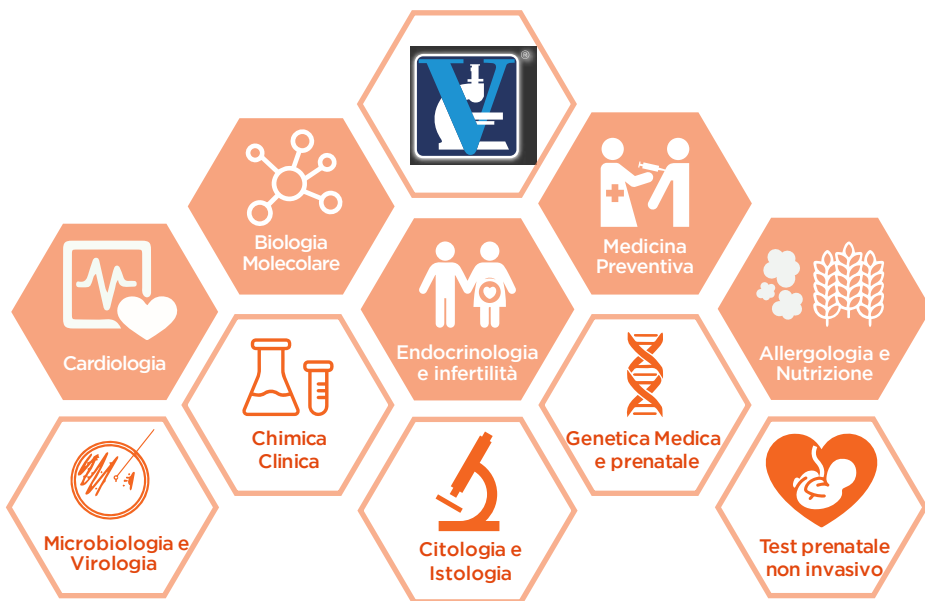 V
®
Biologia
Molecolare
Medicina
Preventiva
Cardiologia
Endocrinologia
e infertilità
Allergologia e
Nutrizione
Chimica
Clinica
Genetica Medica
e prenatale
Microbiologia e
Virologia
Citologia e
Istologia
Test prenatale
non invasivo